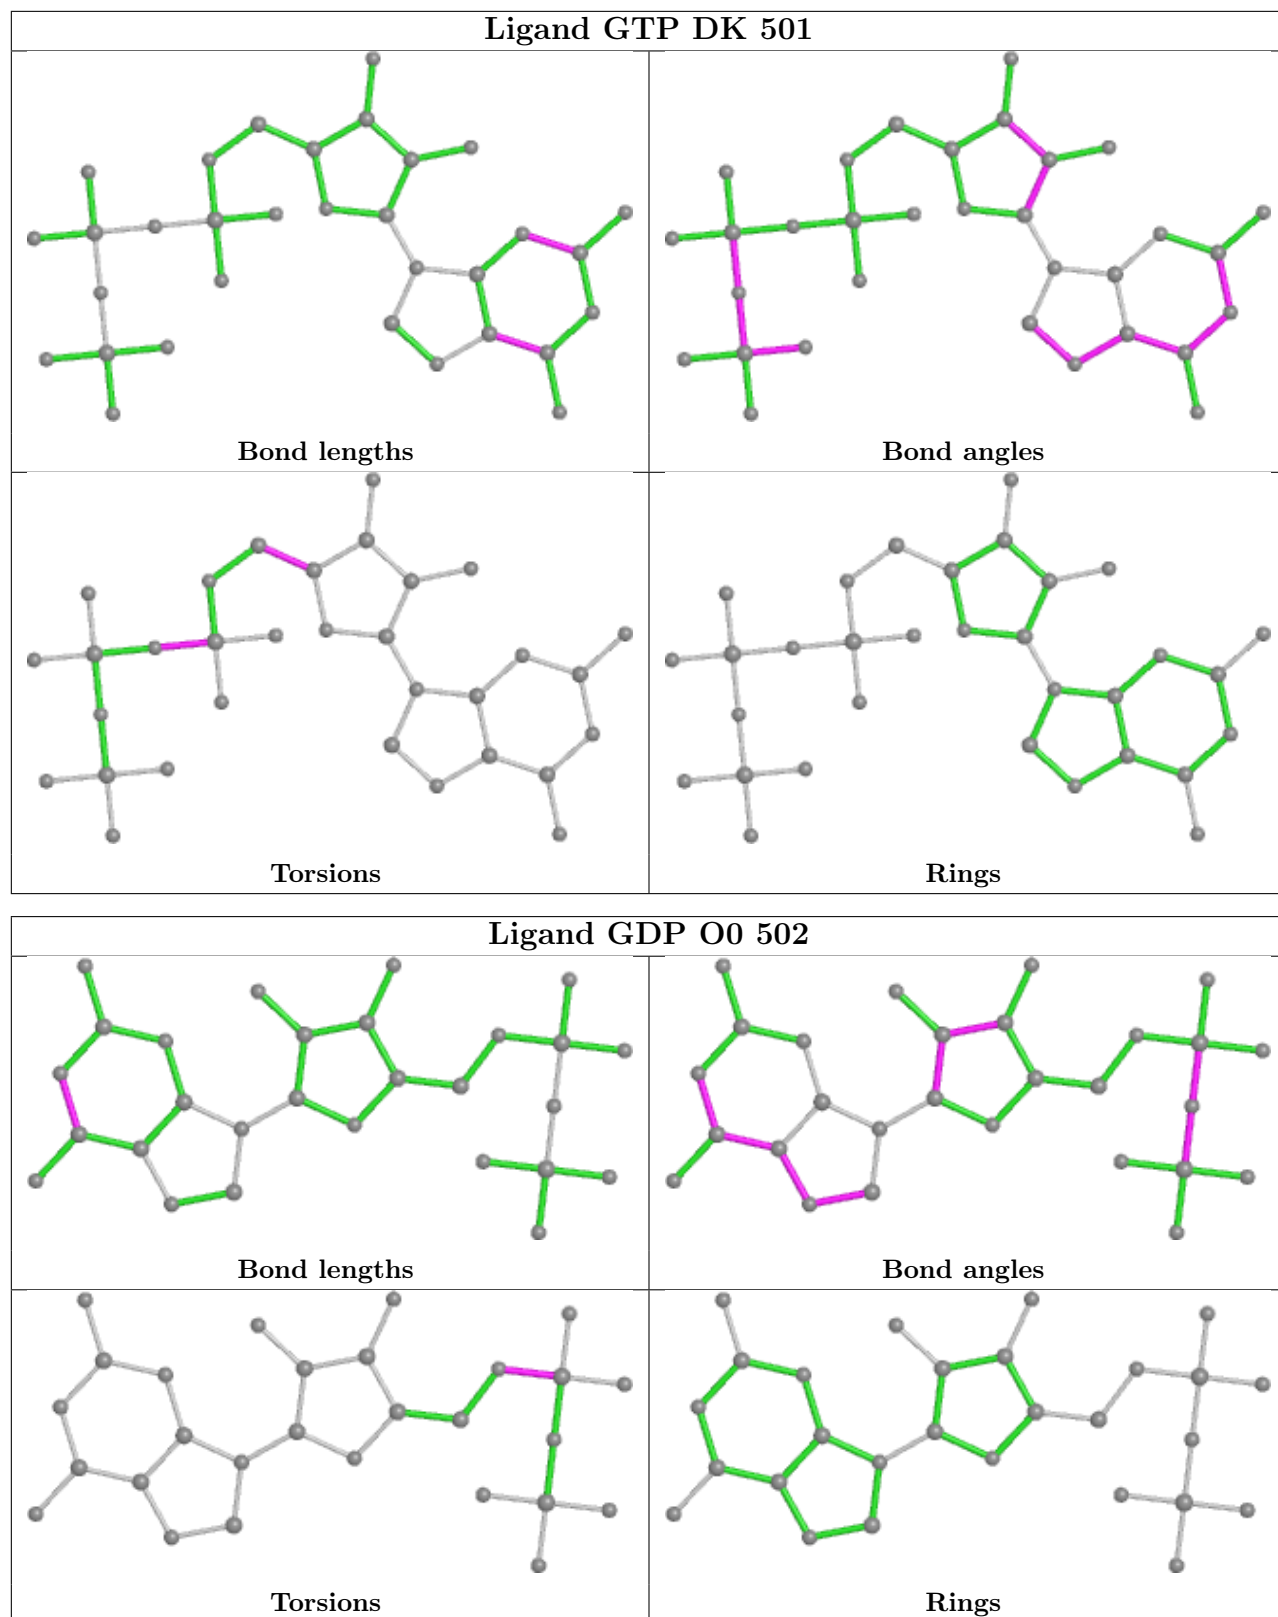 Ligand GTP DK 501
Bond lengths
Bond angles
Torsions
Rings
Ligand GDP O0 502
Bond lengths
Bond angles
Torsions
Rings